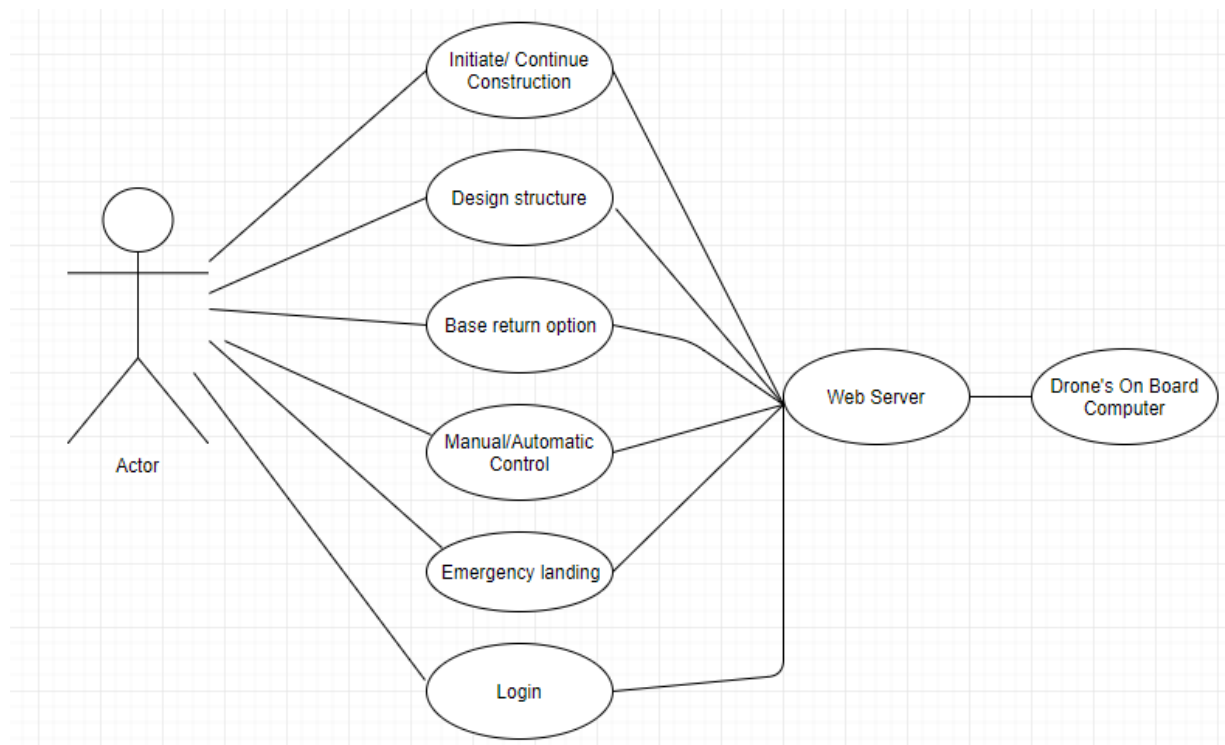 Initiate/ Continue
Construction
Design structure
Base return option
Manual/Automatic
Control
Emergency landing
Login
Actor
Web Server
Drone's On Board
Computer